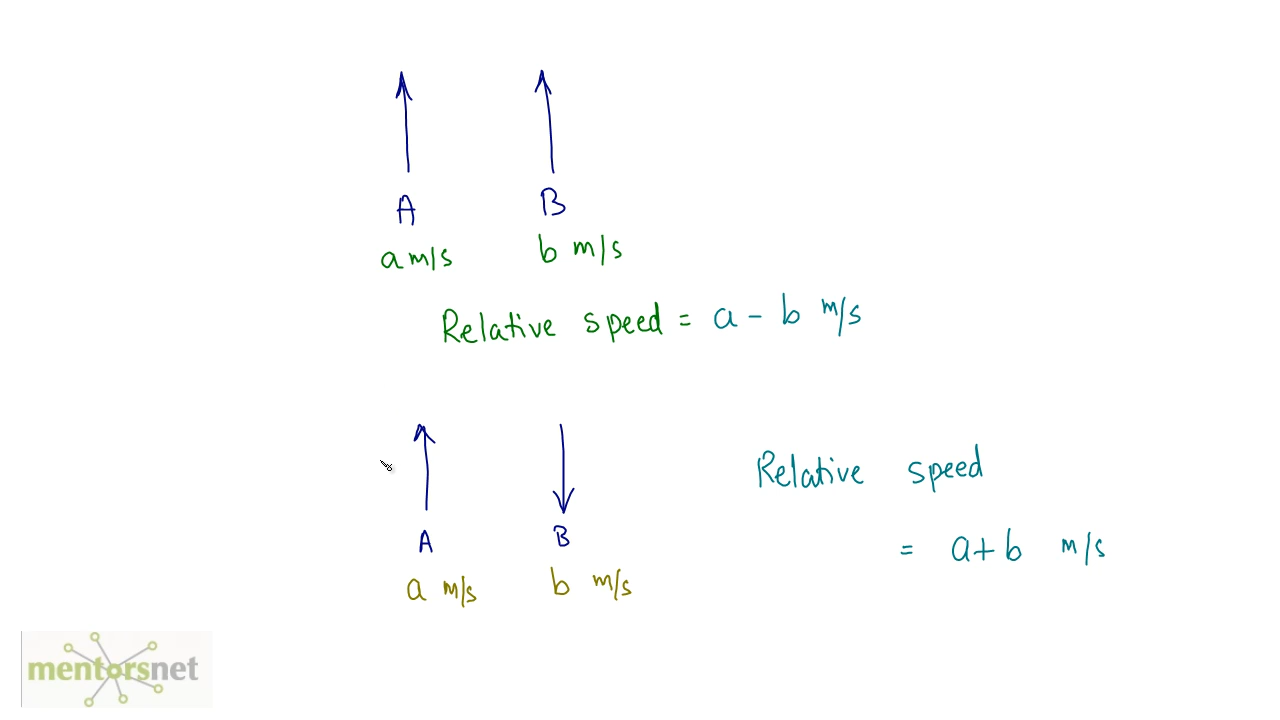 A B
a m/s b m/s
Relative speed = a - b m/s
A B
a m/s b m/s
Relative speed
= a+b m/s
mentorsnet